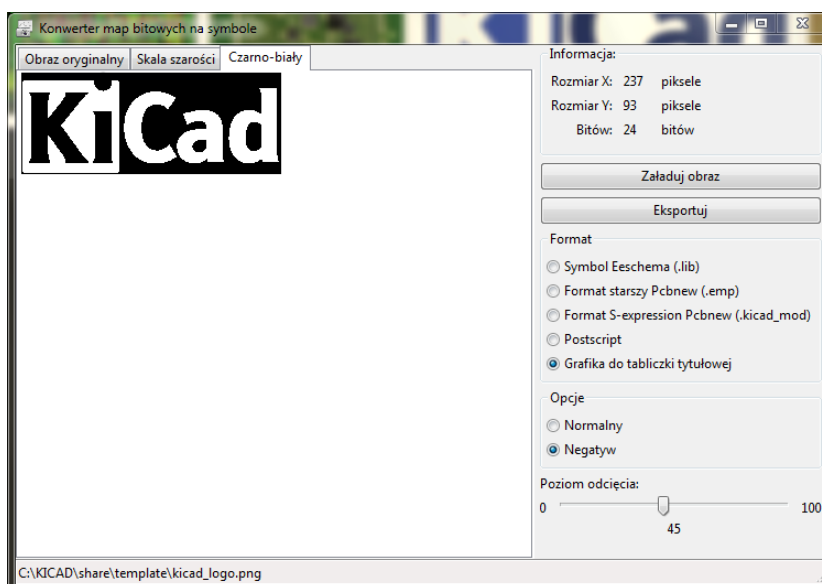 Konwerter map bitowych na symbole
Obraz oryginalny
Skala szarości
Czarno-biały
KiCad
Informacja:
Rozmiar X: 237 piksele
Rozmiar Y: 93 piksele
Bitów: 24 bitów
Załaduj obraz
Eksportuj
Format
Symbol Eeschema (.lib)
Format starszy Pcbnew (.emp)
Format S-expression Pcbnew (.kicad_mod)
Postscript
Grafika do tabliczki tytułowej
Opcje
Normalny
Negatyw
Poziom odcięcia:
0 100
45
C:\KICAD\share\template\kicad_logo.png